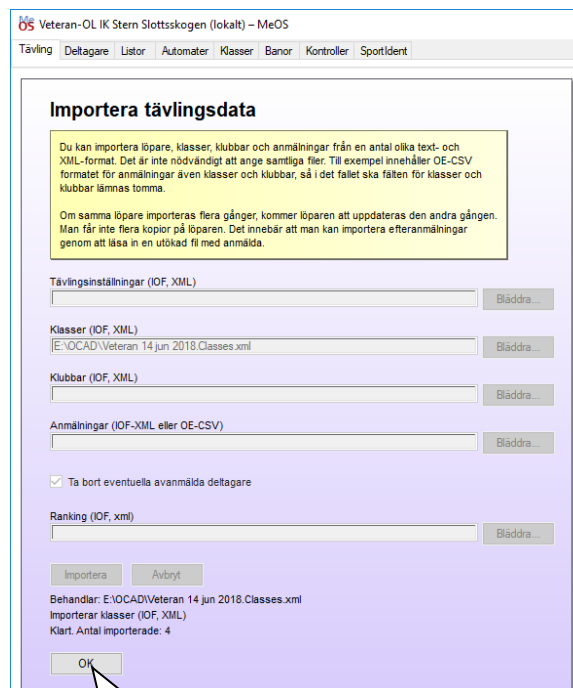 MeOS Veteran-OL IK Stern Slottsskogen (lokalt) – MeOS
Tävling Deltagare Listor Automater Klasser Banor Kontroller SportIdent
Importera tävlingsdata
Du kan importera löpare, klasser, klubbar och anmälningar från en antal olika text- och
XML-format. Det är inte nödvändigt att ange samtliga filer. Till exempel innehåller OE-CSV
formatet för anmälningar även klasser och klubbar, så i det fallet ska fälten för klasser och
klubbar lämnas tomma.
Om samma löpare importeras flera gånger, kommer löparen att uppdateras den andra gången.
Man får inte flera kopior på löparen. Det innebär att man kan importera efteranmälningar
genom att läsa in en utökad fil med anmälda.
Tävlingsinställningar (IOF, XML)
Bläddra...
Klasser (IOF, XML)
E:\OCAD\Veteran 14 jun 2018.Classes.xml Bläddra...
Klubbar (IOF, XML)
Bläddra...
Anmälningar (IOF-XML eller OE-CSV)
Bläddra...
Ta bort eventuella avanmälda deltagare
Ranking (IOF, xml)
Bläddra...
Importera Avbryt
Behandlar: E:\OCAD\Veteran 14 jun 2018.Classes.xml
Importerar klasser (IOF, XML)
Klart. Antal importerade: 4
OK